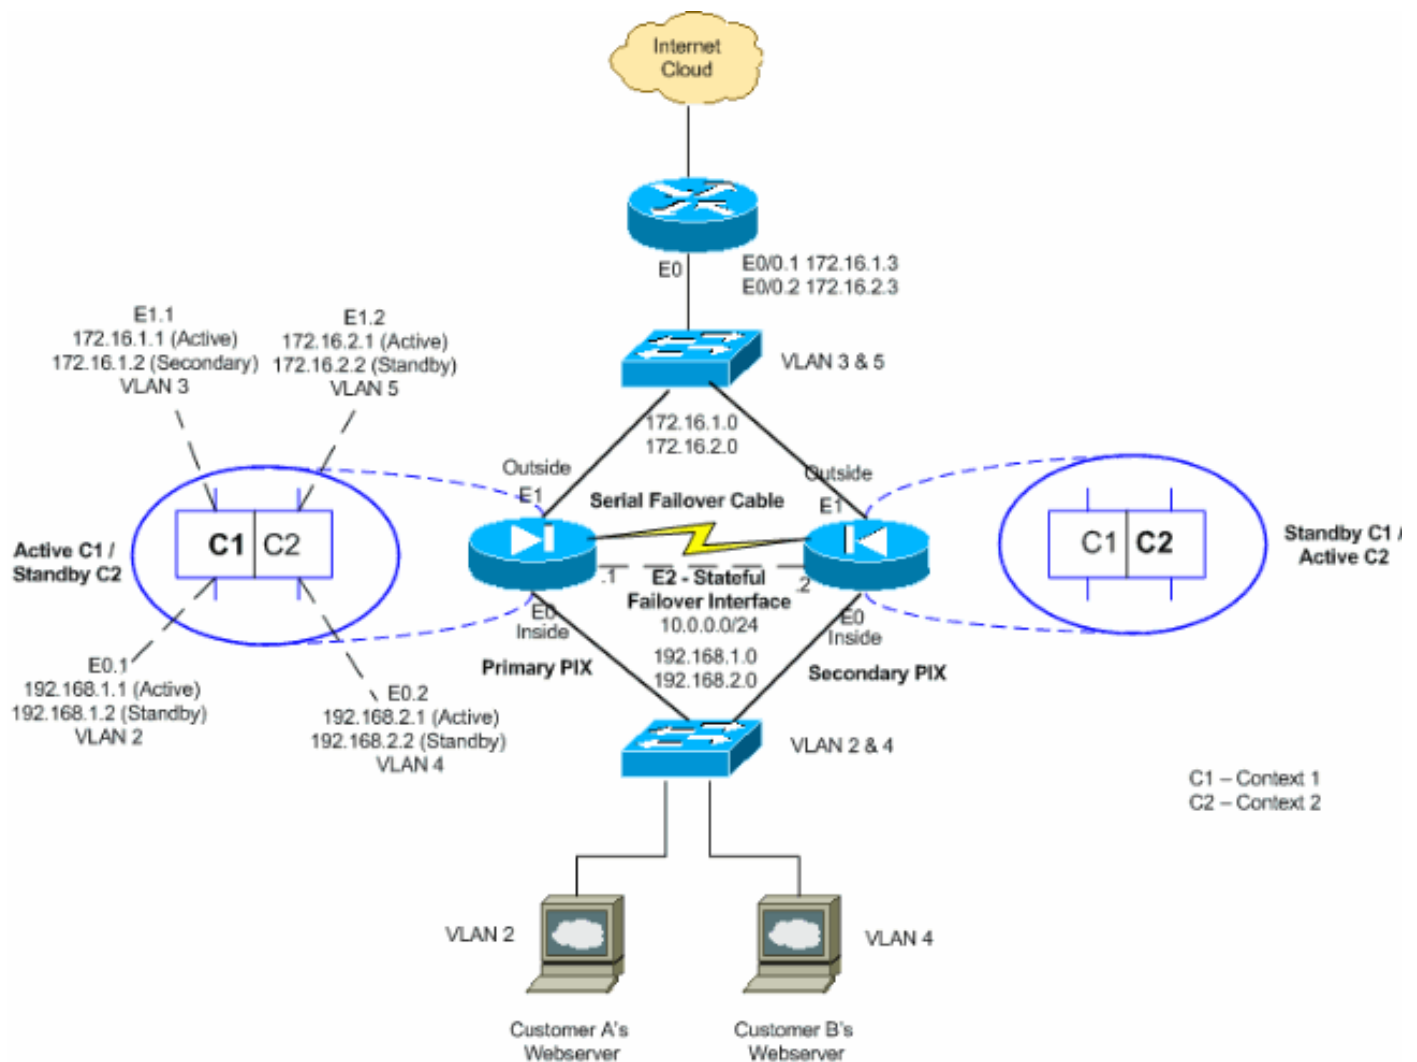 Internet
Cloud
E0
E0/0.1 172.16.1.3
E0/0.2 172.16.2.3
E1.1
172.16.1.1 (Active)
172.16.1.2 (Secondary)
VLAN 3
E1.2
172.16.2.1 (Active)
172.16.2.2 (Standby)
VLAN 5
VLAN 3 & 5
172.16.1.0
172.16.2.0
Outside
E1
Outside
E1
Serial Failover Cable
Active C1 /
Standby C2
C1
C2
C1
C2
Standby C1 /
Active C2
.1
E2 - Stateful
Failover Interface
10.0.0.0/24
.2
E0
Inside
E0
Inside
Primary PIX
192.168.1.0
192.168.2.0
Secondary PIX
E0.1
192.168.1.1 (Active)
192.168.1.2 (Standby)
VLAN 2
E0.2
192.168.2.1 (Active)
192.168.2.2 (Standby)
VLAN 4
VLAN 2 & 4
C1 – Context 1
C2 – Context 2
VLAN 2
VLAN 4
Customer A's
Webserver
Customer B's
Webserver